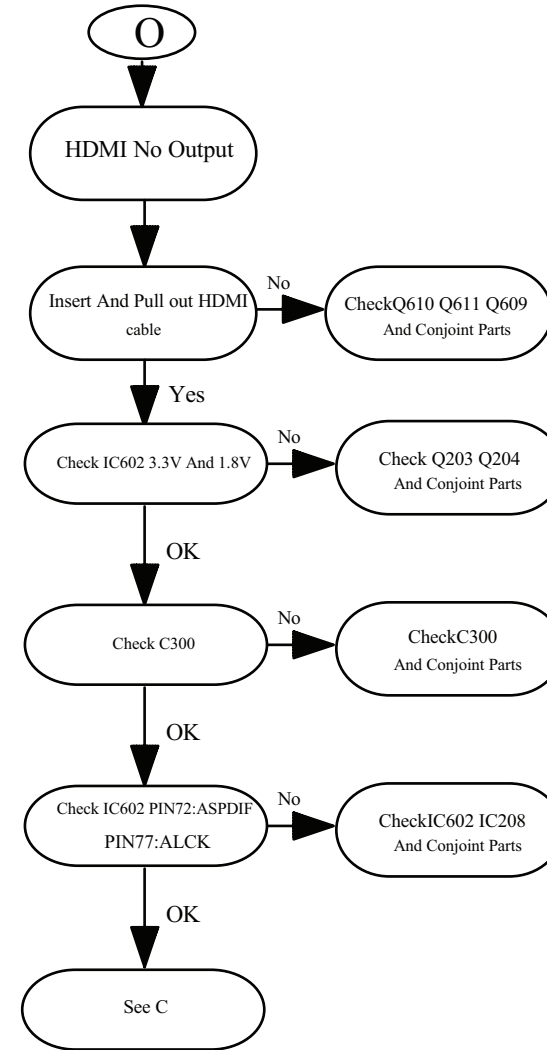 O
HDMI No Output
Insert And Pull out HDMI
cable
No
CheckQ610 Q611 Q609
And Conjoint Parts
Yes
Check IC602 3.3V And 1.8V
No
Check Q203 Q204
And Conjoint Parts
OK
Check C300
No
CheckC300
And Conjoint Parts
OK
Check IC602 PIN72:ASPDIF
PIN77:ALCK
No
CheckIC602 IC208
And Conjoint Parts
OK
See C